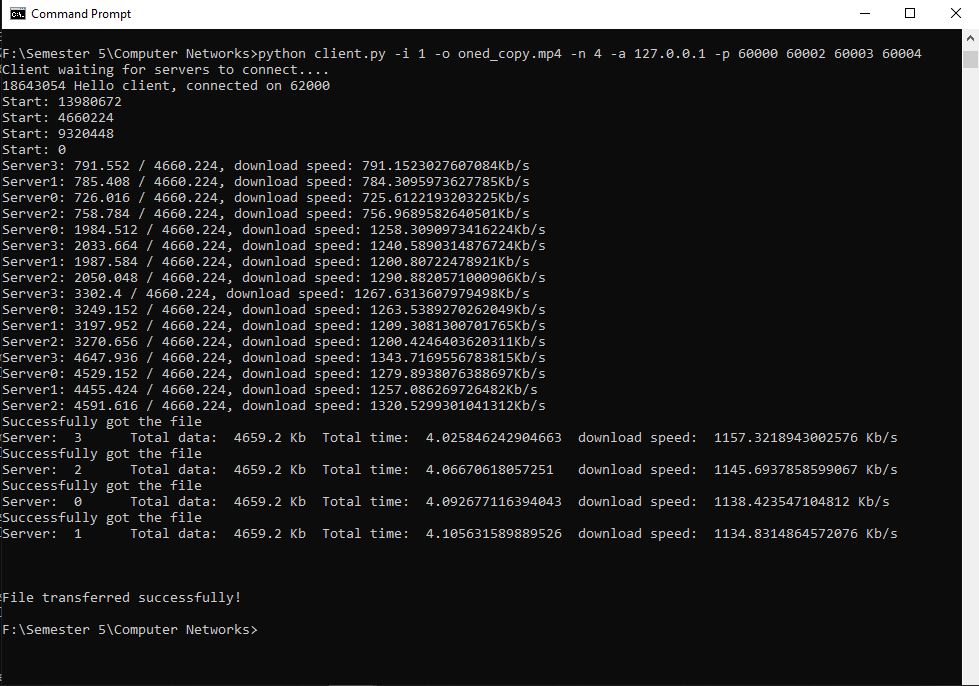 Command Prompt
F:\Semester 5\Computer Networks>python client.py -i 1 -o oned_copy.mp4 -n 4 -a 127.0.0.1 -p 60000 60002 60003 60004
Client waiting for servers to connect....
18643054 Hello client, connected on 62000
Start: 13980672
Start: 4660224
Start: 9320448
Start: 0
Server3: 791.552 / 4660.224, download speed: 791.1523027607084Kb/s
Server1: 785.408 / 4660.224, download speed: 784.3095973627785Kb/s
Server0: 726.016 / 4660.224, download speed: 725.6122193203225Kb/s
Server2: 758.784 / 4660.224, download speed: 756.9689582640501Kb/s
Server0: 1984.512 / 4660.224, download speed: 1258.3090973416224Kb/s
Server3: 2033.664 / 4660.224, download speed: 1240.5890314876724Kb/s
Server1: 1987.584 / 4660.224, download speed: 1200.80722478921Kb/s
Server2: 2050.048 / 4660.224, download speed: 1290.8820571000906Kb/s
Server3: 3302.4 / 4660.224, download speed: 1267.6313607979498Kb/s
Server0: 3249.152 / 4660.224, download speed: 1263.5389270262049Kb/s
Server1: 3197.952 / 4660.224, download speed: 1209.3081300701765Kb/s
Server2: 3270.656 / 4660.224, download speed: 1200.4246403620311Kb/s
Server3: 4647.936 / 4660.224, download speed: 1343.7169556783815Kb/s
Server0: 4529.152 / 4660.224, download speed: 1279.8938076388697Kb/s
Server1: 4455.424 / 4660.224, download speed: 1257.086269726482Kb/s
Server2: 4591.616 / 4660.224, download speed: 1320.5299301041312Kb/s
Successfully got the file
Server:  3      Total data:  4659.2 Kb  Total time:  4.025846242904663  download speed:  1157.3218943002576 Kb/s
Successfully got the file
Server:  2      Total data:  4659.2 Kb  Total time:  4.06670618057251   download speed:  1145.6937858599067 Kb/s
Successfully got the file
Server:  0      Total data:  4659.2 Kb  Total time:  4.092677116394043  download speed:  1138.423547104812 Kb/s
Successfully got the file
Server:  1      Total data:  4659.2 Kb  Total time:  4.105631589889526  download speed:  1134.8314864572076 Kb/s
File transferred successfully!
F:\Semester 5\Computer Networks>